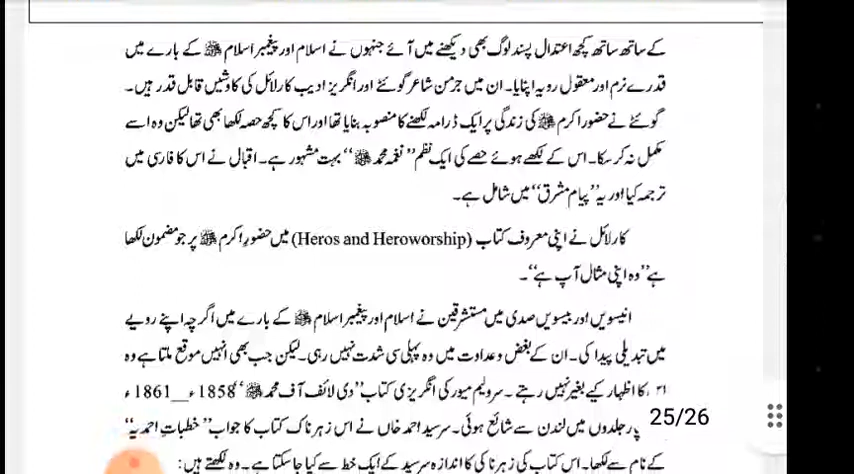 کے ساتھ ساتھ کچھ اعتدال پسند لوگ بھی دیکھنے میں آئے جنہوں نے اسلام اور پیغمبر اسلام ﷺ کے بارے میں
قدرے نرم اور معقول رویہ اپنایا۔ ان میں جرمن شاعر گوئٹے اور انگریز ادیب کارلائل کی کاوشیں قابل قدر ہیں۔
گوئٹے نے حضور اکرم ﷺ کی زندگی پر ایک ڈرامہ لکھنے کا منصوبہ بنایا تھا اور اس کا کچھ حصہ لکھا بھی تھا لیکن وہ اسے
مکمل نہ کر سکا۔ اس کے لکھے ہوئے حصے کی ایک نظم ”نغمہ محمد ﷺ“ بہت مشہور ہے۔ اقبال نے اس کا فارسی میں
ترجمہ کیا اور یہ ”پیام مشرق“ میں شامل ہے۔
کارلائل نے اپنی معروف کتاب (Heros and Heroworship) میں حضورِ اکرم ﷺ پر جو مضمون لکھا
ہے ”وہ اپنی مثال آپ ہے“۔
انیسویں اور بیسویں صدی میں مستشرقین نے اسلام اور پیغمبر اسلام ﷺ کے بارے میں اگرچہ اپنے رویے
میں تبدیلی پیدا کی۔ ان کے بغض و عداوت میں وہ پہلی سی شدت نہیں رہی۔ لیکن جب بھی انہیں موقع ملتا ہے وہ
کا اظہار کیے بغیر نہیں رہتے۔ سر ولیم میور کی انگریزی کتاب ”دی لائف آف محمد ﷺ“ 1858ء__1861ء
جلدوں میں لندن سے شائع ہوئی۔ سر سید احمد خاں نے اس زہرناک کتاب کا جواب ”خطباتِ احمدیہ“
کے نام سے لکھا۔ اس کتاب کی زہرناکی کا اندازہ سر سید کے ایک خط سے کیا جا سکتا ہے۔ وہ لکھتے ہیں:
25/26